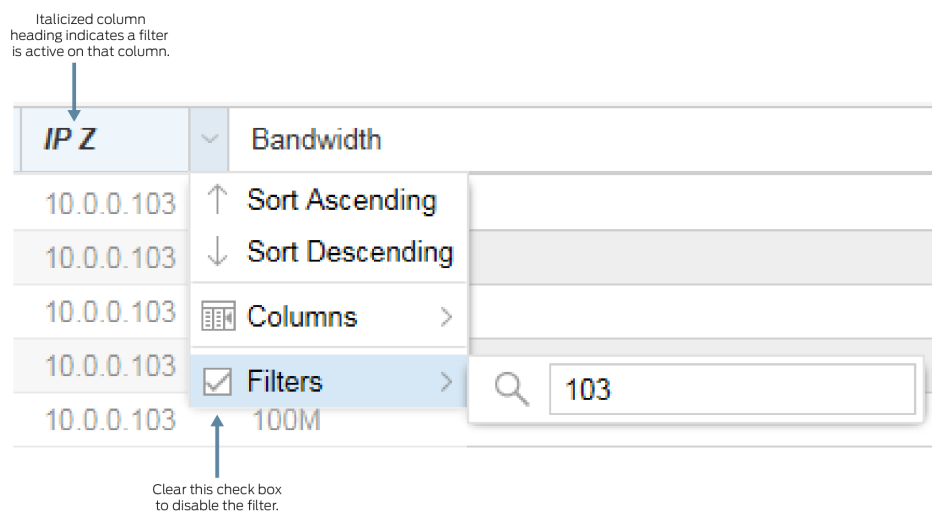 Italicized column
heading indicates a filter
is active on that column.
IP Z
Bandwidth
10.0.0.103
Sort Ascending
10.0.0.103
Sort Descending
10.0.0.103
Columns
10.0.0.103
Filters
103
10.0.0.103
100M
Clear this check box
to disable the filter.